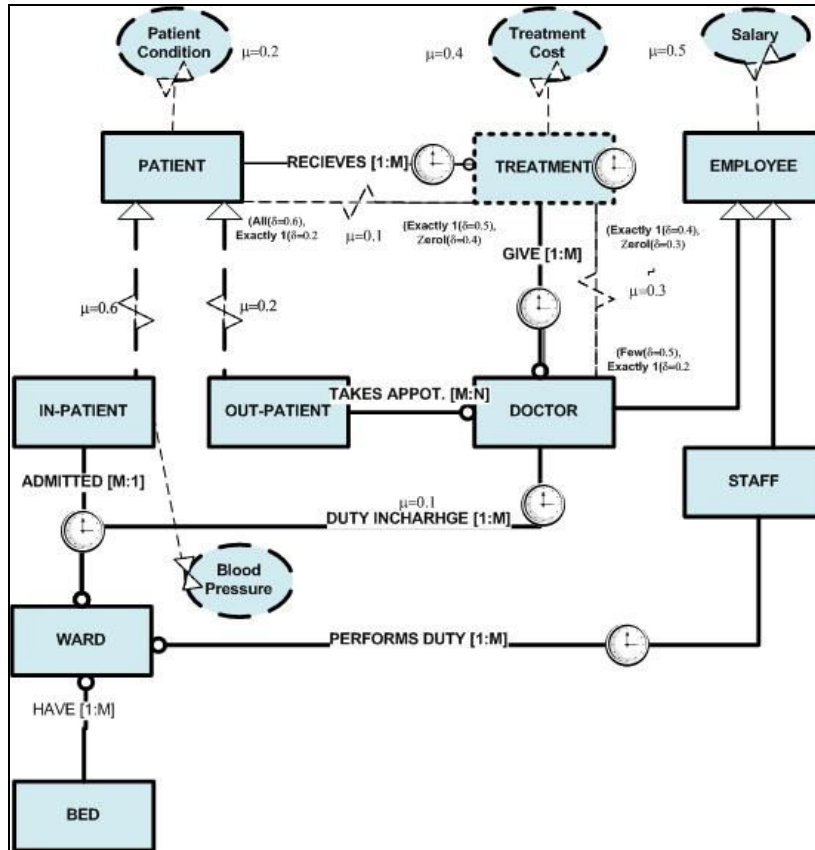 Patient
Condition
μ=0.2
Treatment
Cost
μ=0.4
Salary
μ=0.5
PATIENT
RECIEVES [1:M]
TREATMENT
EMPLOYEE
(All(δ=0.6),
Exactly 1(δ=0.2
μ=0.1
(Exactly 1(δ=0.5),
Zerol(δ=0.4)
GIVE [1:M]
(Exactly 1(δ=0.4),
Zerol(δ=0.3)
~
μ=0.3
μ=0.6
μ=0.2
(Few(δ=0.5),
Exactly 1(δ=0.2
IN-PATIENT
OUT-PATIENT
TAKES APPOT. [M:N]
DOCTOR
STAFF
ADMITTED [M:1]
μ=0.1
DUTY INCHARHGE [1:M]
Blood
Pressure
WARD
PERFORMS DUTY [1:M]
HAVE [1:M]
BED